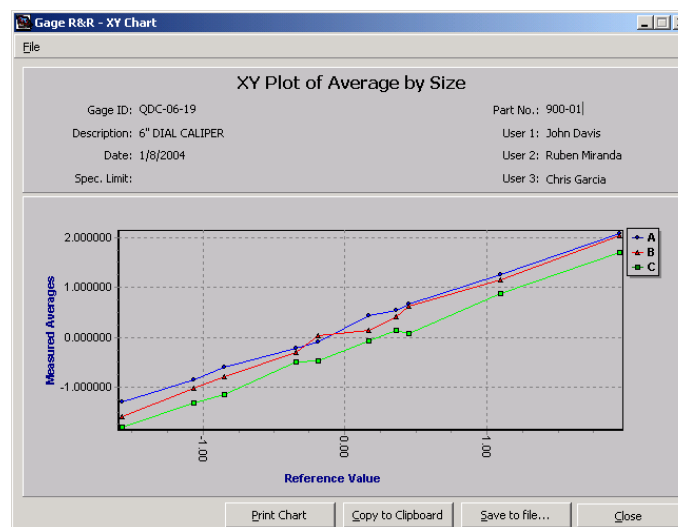 Gage R&R - XY Chart
File
XY Plot of Average by Size
Gage ID: QDC-06-19
Part No.: 900-01
Description: 6" DIAL CALIPER
User 1: John Davis
Date: 1/8/2004
User 2: Ruben Miranda
Spec. Limit:
User 3: Chris Garcia
2.000000
1.000000
0.000000
-1.000000
Measured Averages
A
B
C
-1.00
0.00
1.00
Reference Value
Print Chart
Copy to Clipboard
Save to file...
Close